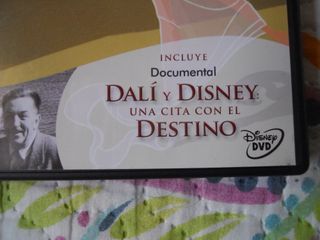 INCLUYE
Documental
DALÍ Y DISNEY:
UNA CITA CON EL
DESTINO
Disney
DVD